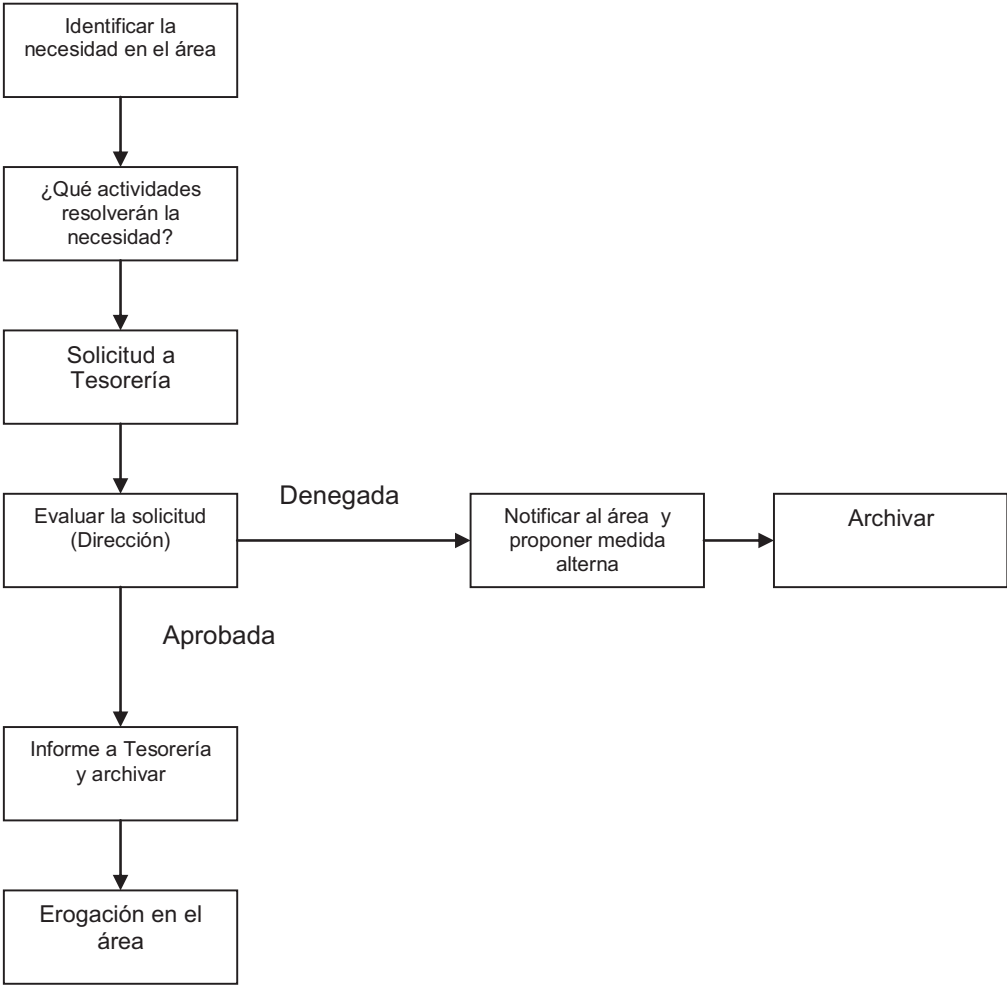 Identificar la
necesidad en el área
¿Qué actividades
resolverán la
necesidad?
Solicitud a
Tesorería
Evaluar la solicitud
(Dirección)
Denegada
Notificar al área y
proponer medida
alterna
Archivar
Aprobada
Informe a Tesorería
y archivar
Erogación en el
área